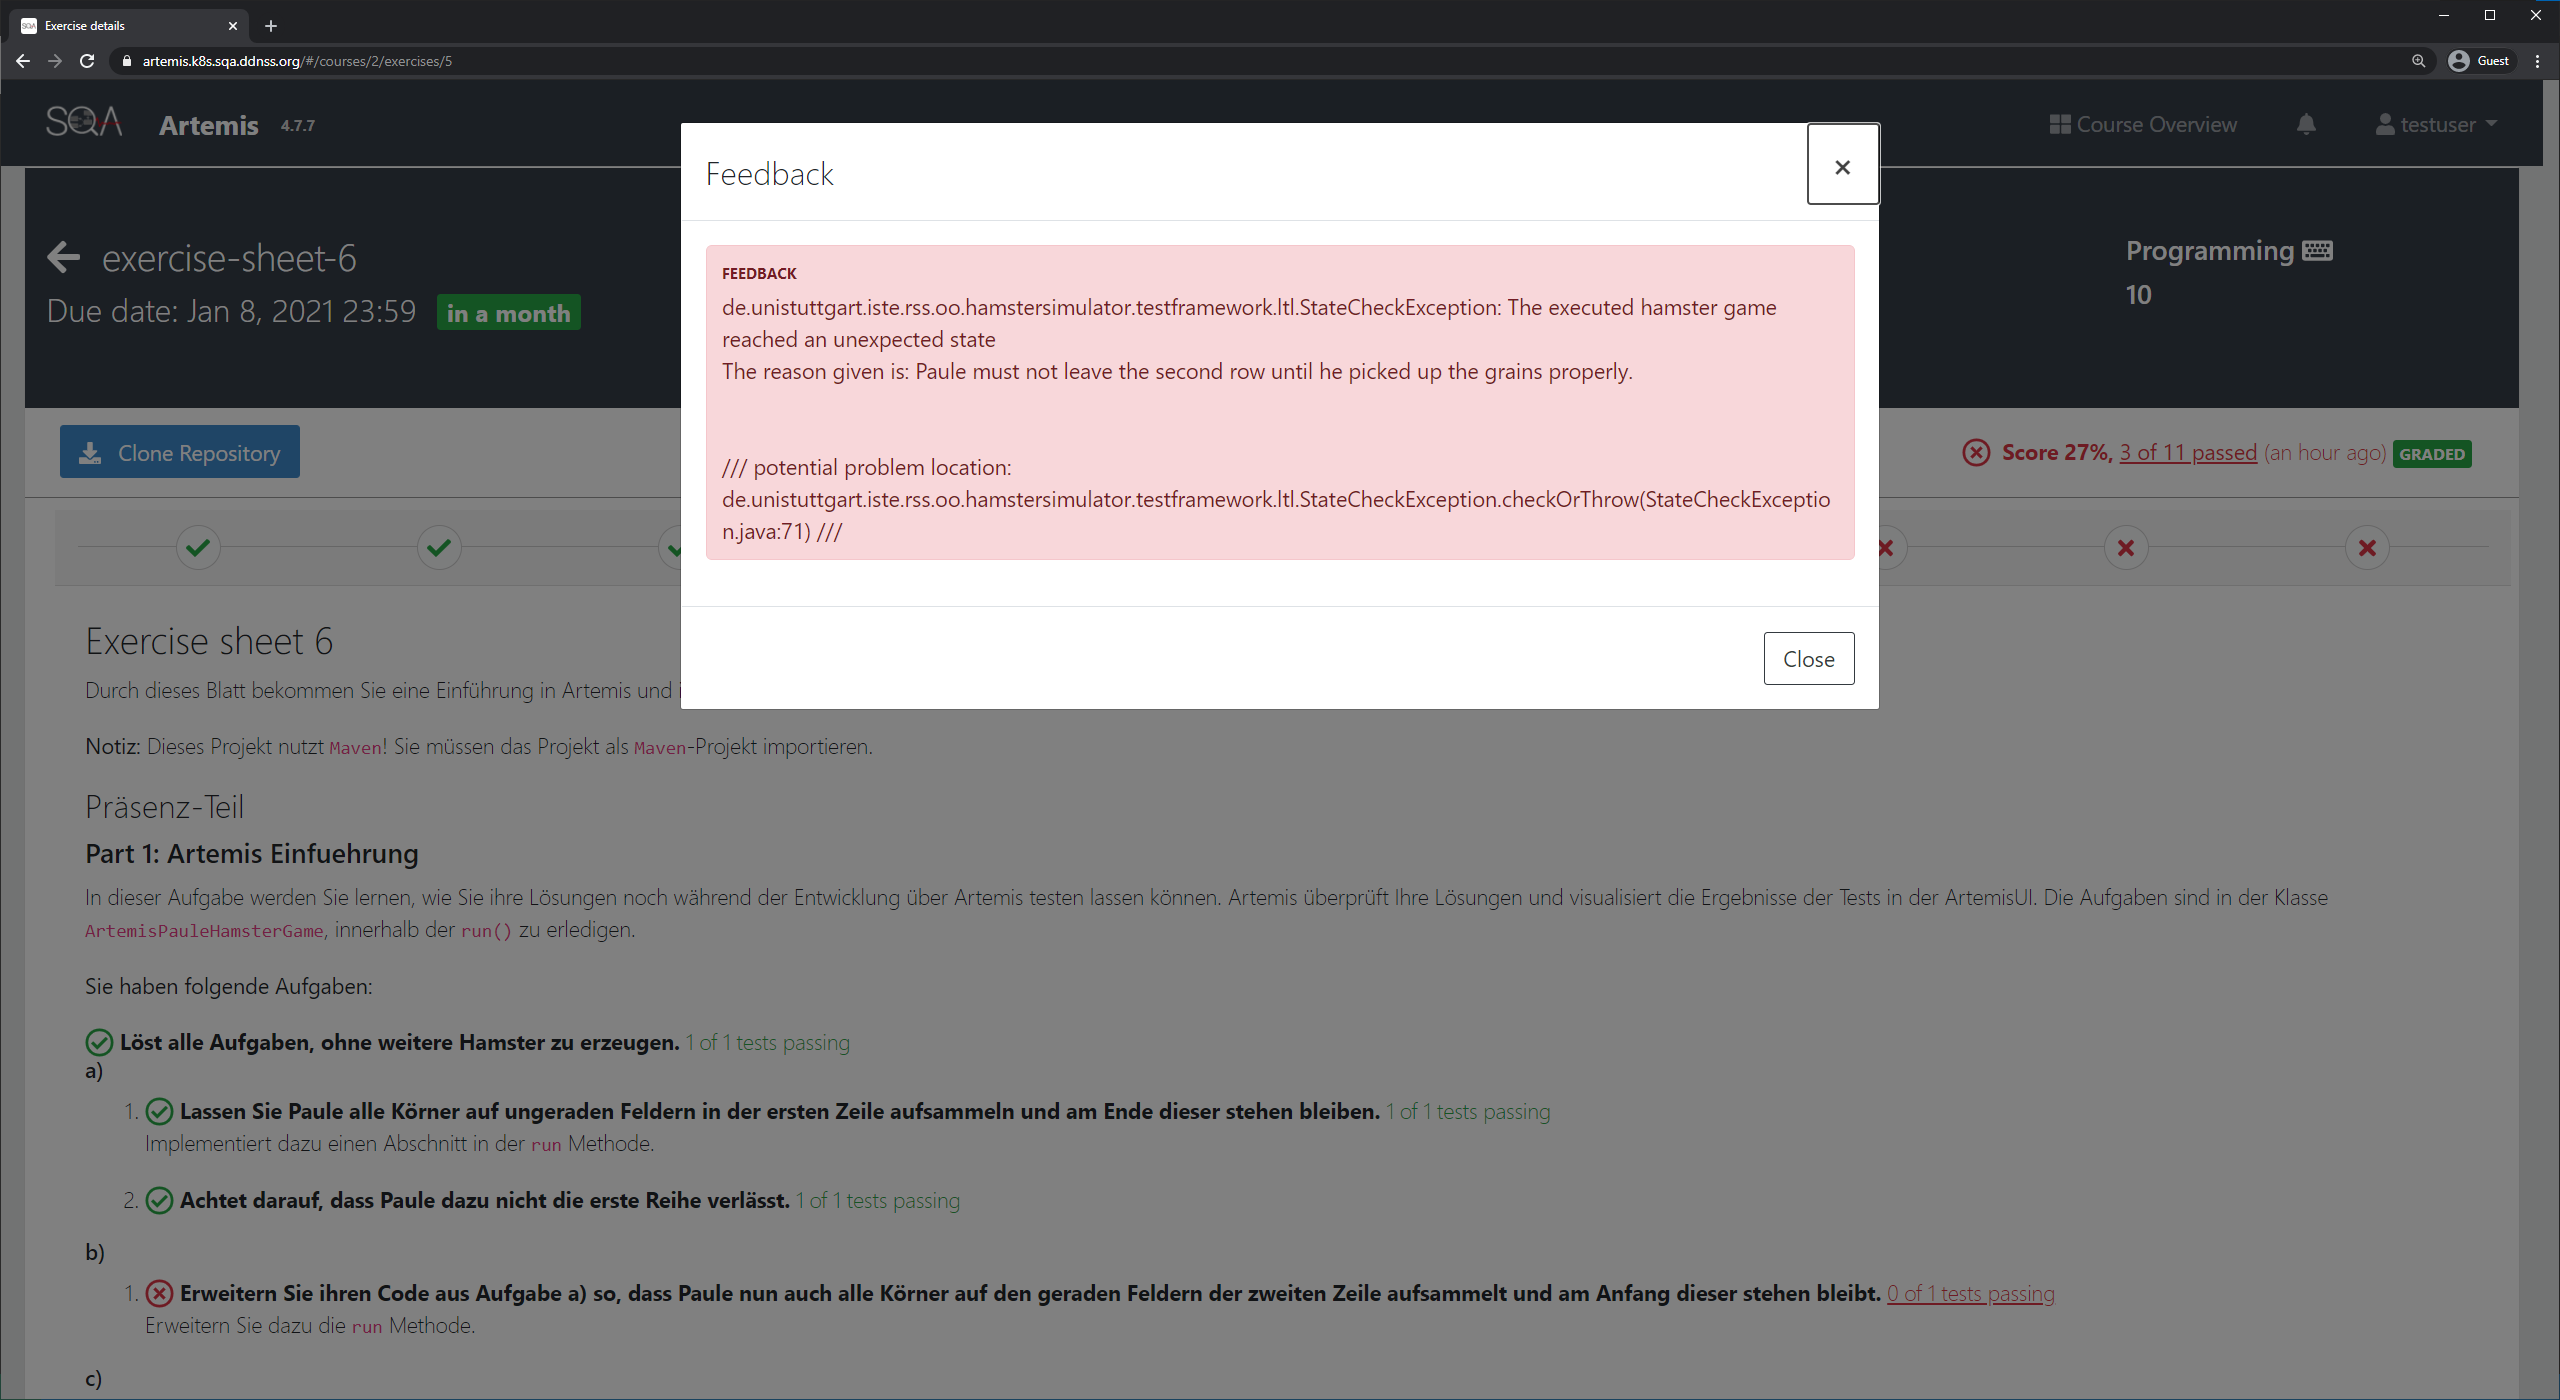 Exercise details
artemis.k8s.sqa.ddnss.org/#/courses/2/exercises/5
Guest
SQA
Artemis 4.7.7
Course Overview
testuser
Feedback
exercise-sheet-6
Due date: Jan 8, 2021 23:59 in a month
Programming
10
FEEDBACK
de.unistuttgart.iste.rss.oo.hamstersimulator.testframework.ltl.StateCheckException: The executed hamster game
reached an unexpected state
The reason given is: Paule must not leave the second row until he picked up the grains properly.
/// potential problem location:
de.unistuttgart.iste.rss.oo.hamstersimulator.testframework.ltl.StateCheckException.checkOrThrow(StateCheckExceptio
n.java:71) ///
Close
Clone Repository
Score 27%, 3 of 11 passed (an hour ago) GRADED
Exercise sheet 6
Durch dieses Blatt bekommen Sie eine Einführung in Artemis und i
Notiz: Dieses Projekt nutzt Maven! Sie müssen das Projekt als Maven-Projekt importieren.
Präsenz-Teil
Part 1: Artemis Einfuehrung
In dieser Aufgabe werden Sie lernen, wie Sie ihre Lösungen noch während der Entwicklung über Artemis testen lassen können. Artemis überprüft Ihre Lösungen und visualisiert die Ergebnisse der Tests in der ArtemisUI. Die Aufgaben sind in der Klasse
ArtemisPauleHamsterGame, innerhalb der run() zu erledigen.
Sie haben folgende Aufgaben:
Löst alle Aufgaben, ohne weitere Hamster zu erzeugen. 1 of 1 tests passing
a)
1. Lassen Sie Paule alle Körner auf ungeraden Feldern in der ersten Zeile aufsammeln und am Ende dieser stehen bleiben. 1 of 1 tests passing
Implementiert dazu einen Abschnitt in der run Methode.
2. Achtet darauf, dass Paule dazu nicht die erste Reihe verlässt. 1 of 1 tests passing
b)
1. Erweitern Sie ihren Code aus Aufgabe a) so, dass Paule nun auch alle Körner auf den geraden Feldern der zweiten Zeile aufsammelt und am Anfang dieser stehen bleibt. 0 of 1 tests passing
Erweitern Sie dazu die run Methode.
c)